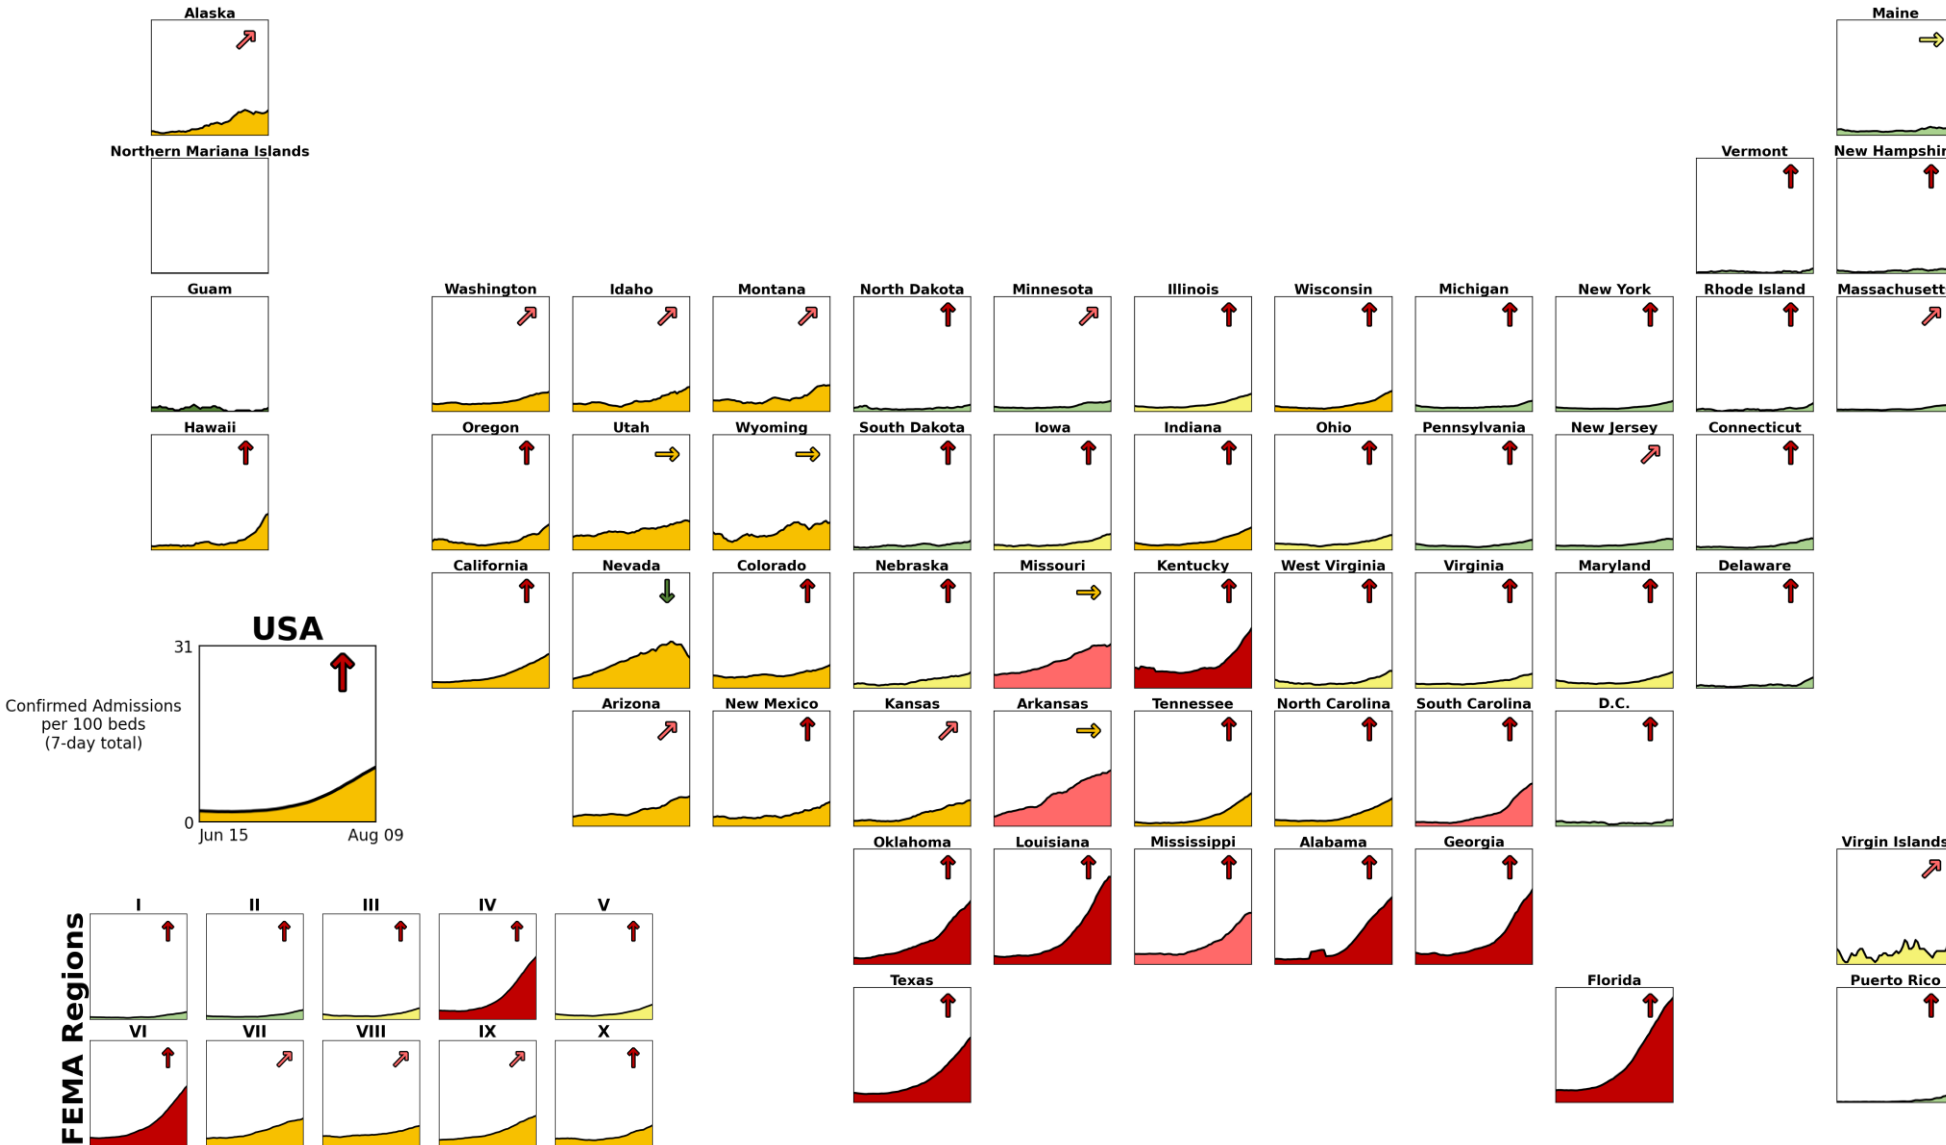 Alaska
Maine
Northern Mariana Islands
Vermont
New Hampshir
Guam
Washington
Idaho
Montana
North Dakota
Minnesota
Illinois
Wisconsin
Michigan
New York
Rhode Island
Massachusett
Hawaii
Oregon
Utah
Wyoming
South Dakota
Iowa
Indiana
Ohio
Pennsylvania
New Jersey
Connecticut
California
Nevada
Colorado
Nebraska
Missouri
Kentucky
West Virginia
Virginia
Maryland
Delaware
USA
31
Confirmed Admissions
per 100 beds
(7-day total)
0
Jun 15
Aug 09
Arizona
New Mexico
Kansas
Arkansas
Tennessee
North Carolina
South Carolina
D.C.
Oklahoma
Louisiana
Mississippi
Alabama
Georgia
Virgin Islands
FEMA Regions
I
II
III
IV
V
VI
VII
VIII
IX
X
Texas
Florida
Puerto Rico